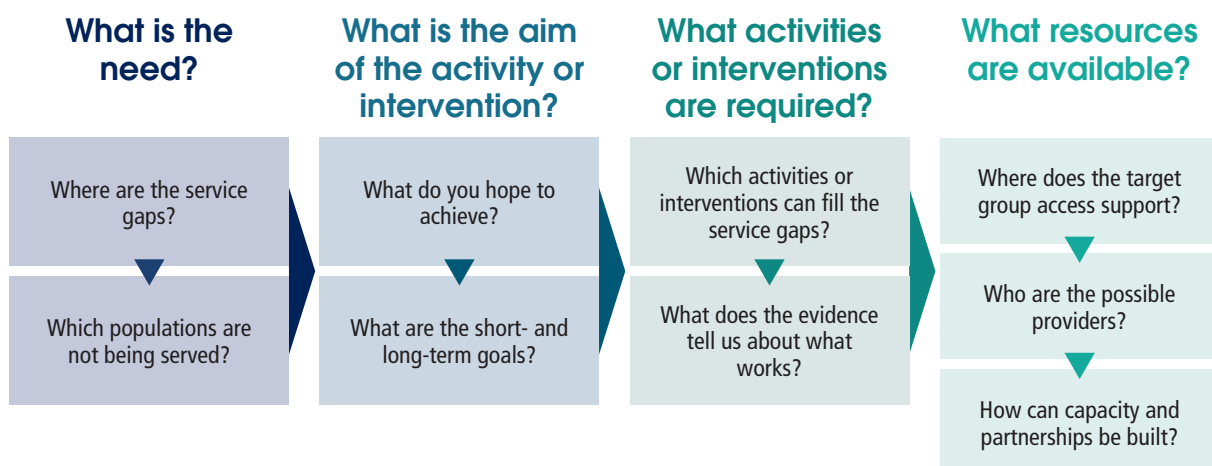 What is the
need?
Where are the service
gaps?
Which populations are
not being served?
What is the aim
of the activity or
intervention?
What do you hope to
achieve?
What are the short- and
long-term goals?
What activities
or interventions
are required?
Which activities or
interventions can fill the
service gaps?
What does the evidence
tell us about what
works?
What resources
are available?
Where does the target
group access support?
Who are the possible
providers?
How can capacity and
partnerships be built?